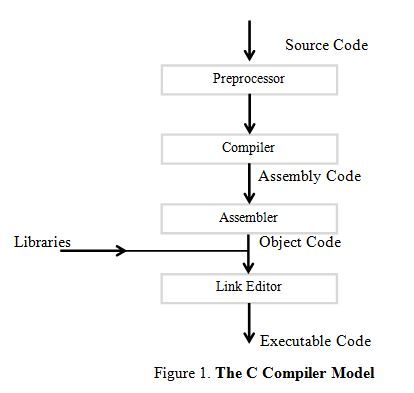 Source Code
Preprocessor
Compiler
Assembly Code
Assembler
Libraries
Object Code
Link Editor
Executable Code
Figure 1. The C Compiler Model